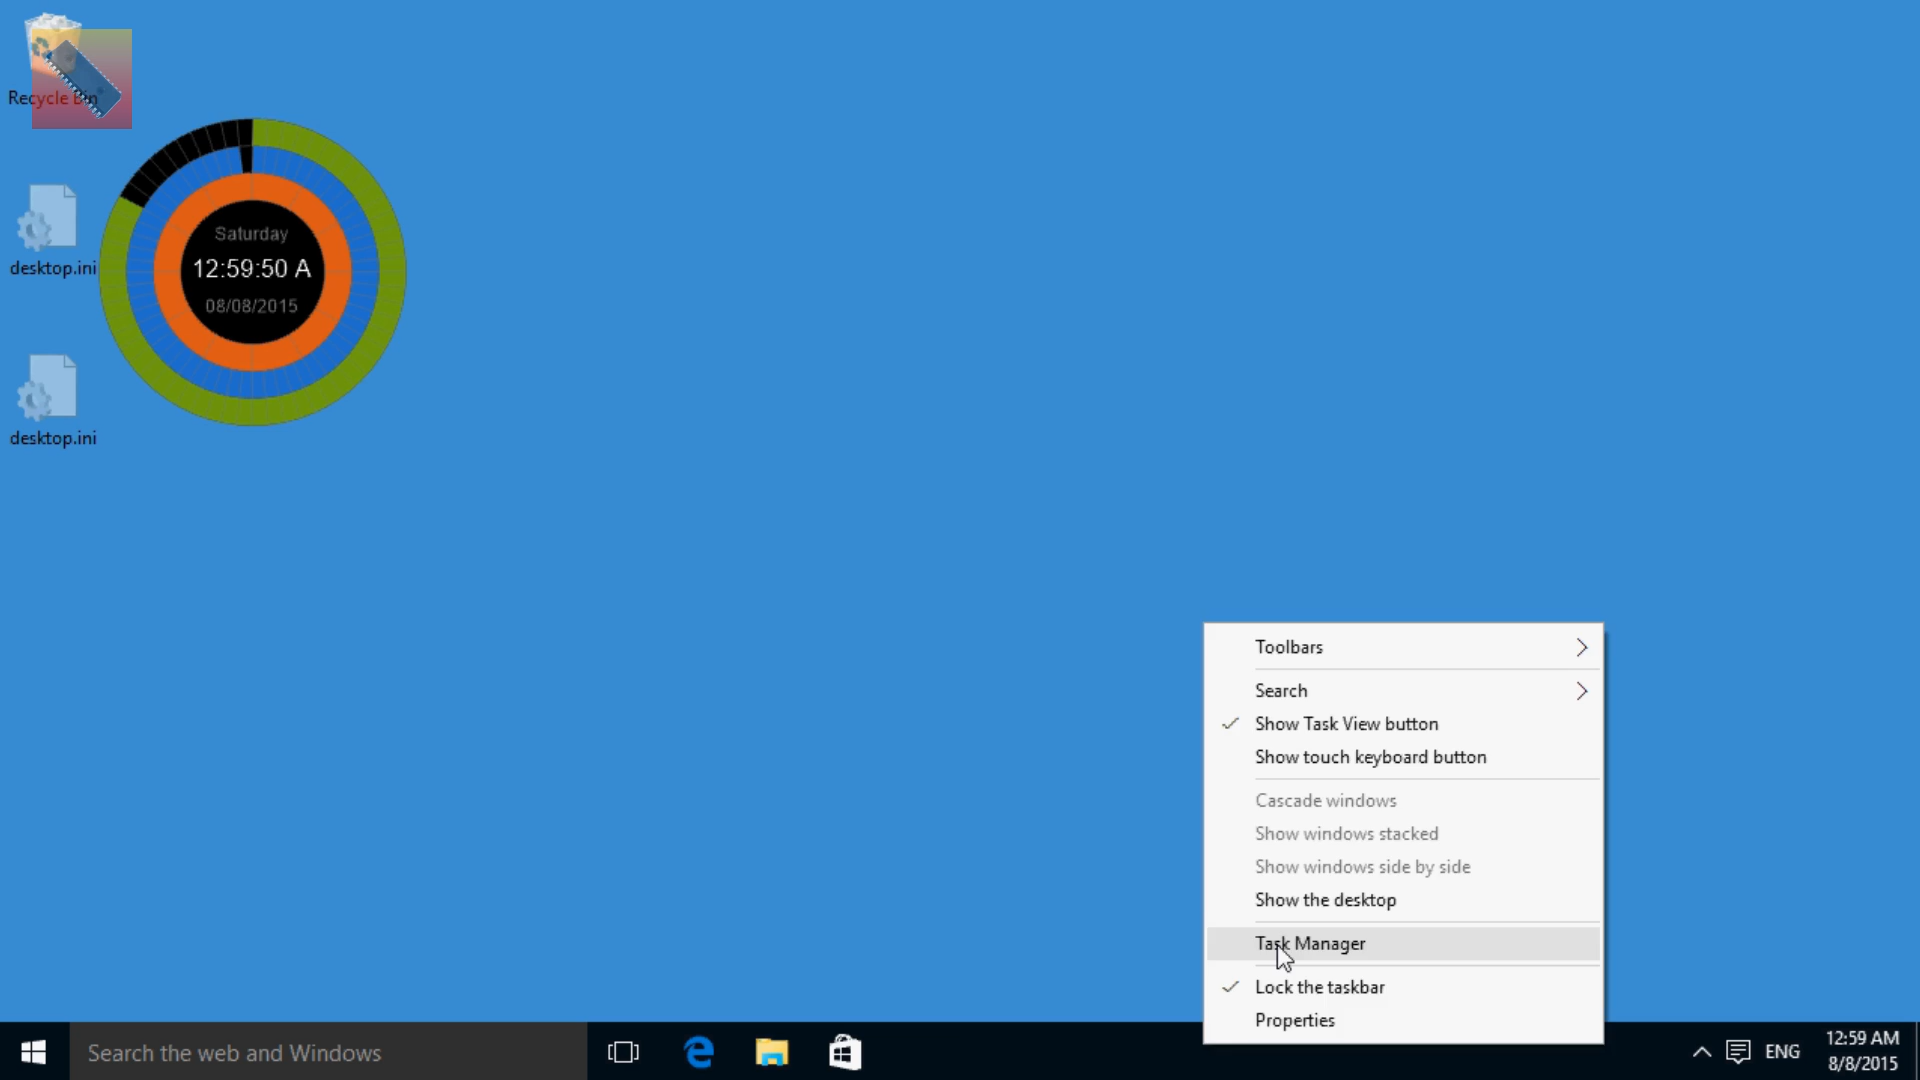 Recycle Bin
desktop.ini
desktop.ini
Saturday
12:59:50 A
08/08/2015
Toolbars
Search
Show Task View button
Show touch keyboard button
Cascade windows
Show windows stacked
Show windows side by side
Show the desktop
Task Manager
Lock the taskbar
Properties
Search the web and Windows
ENG
12:59 AM
8/8/2015